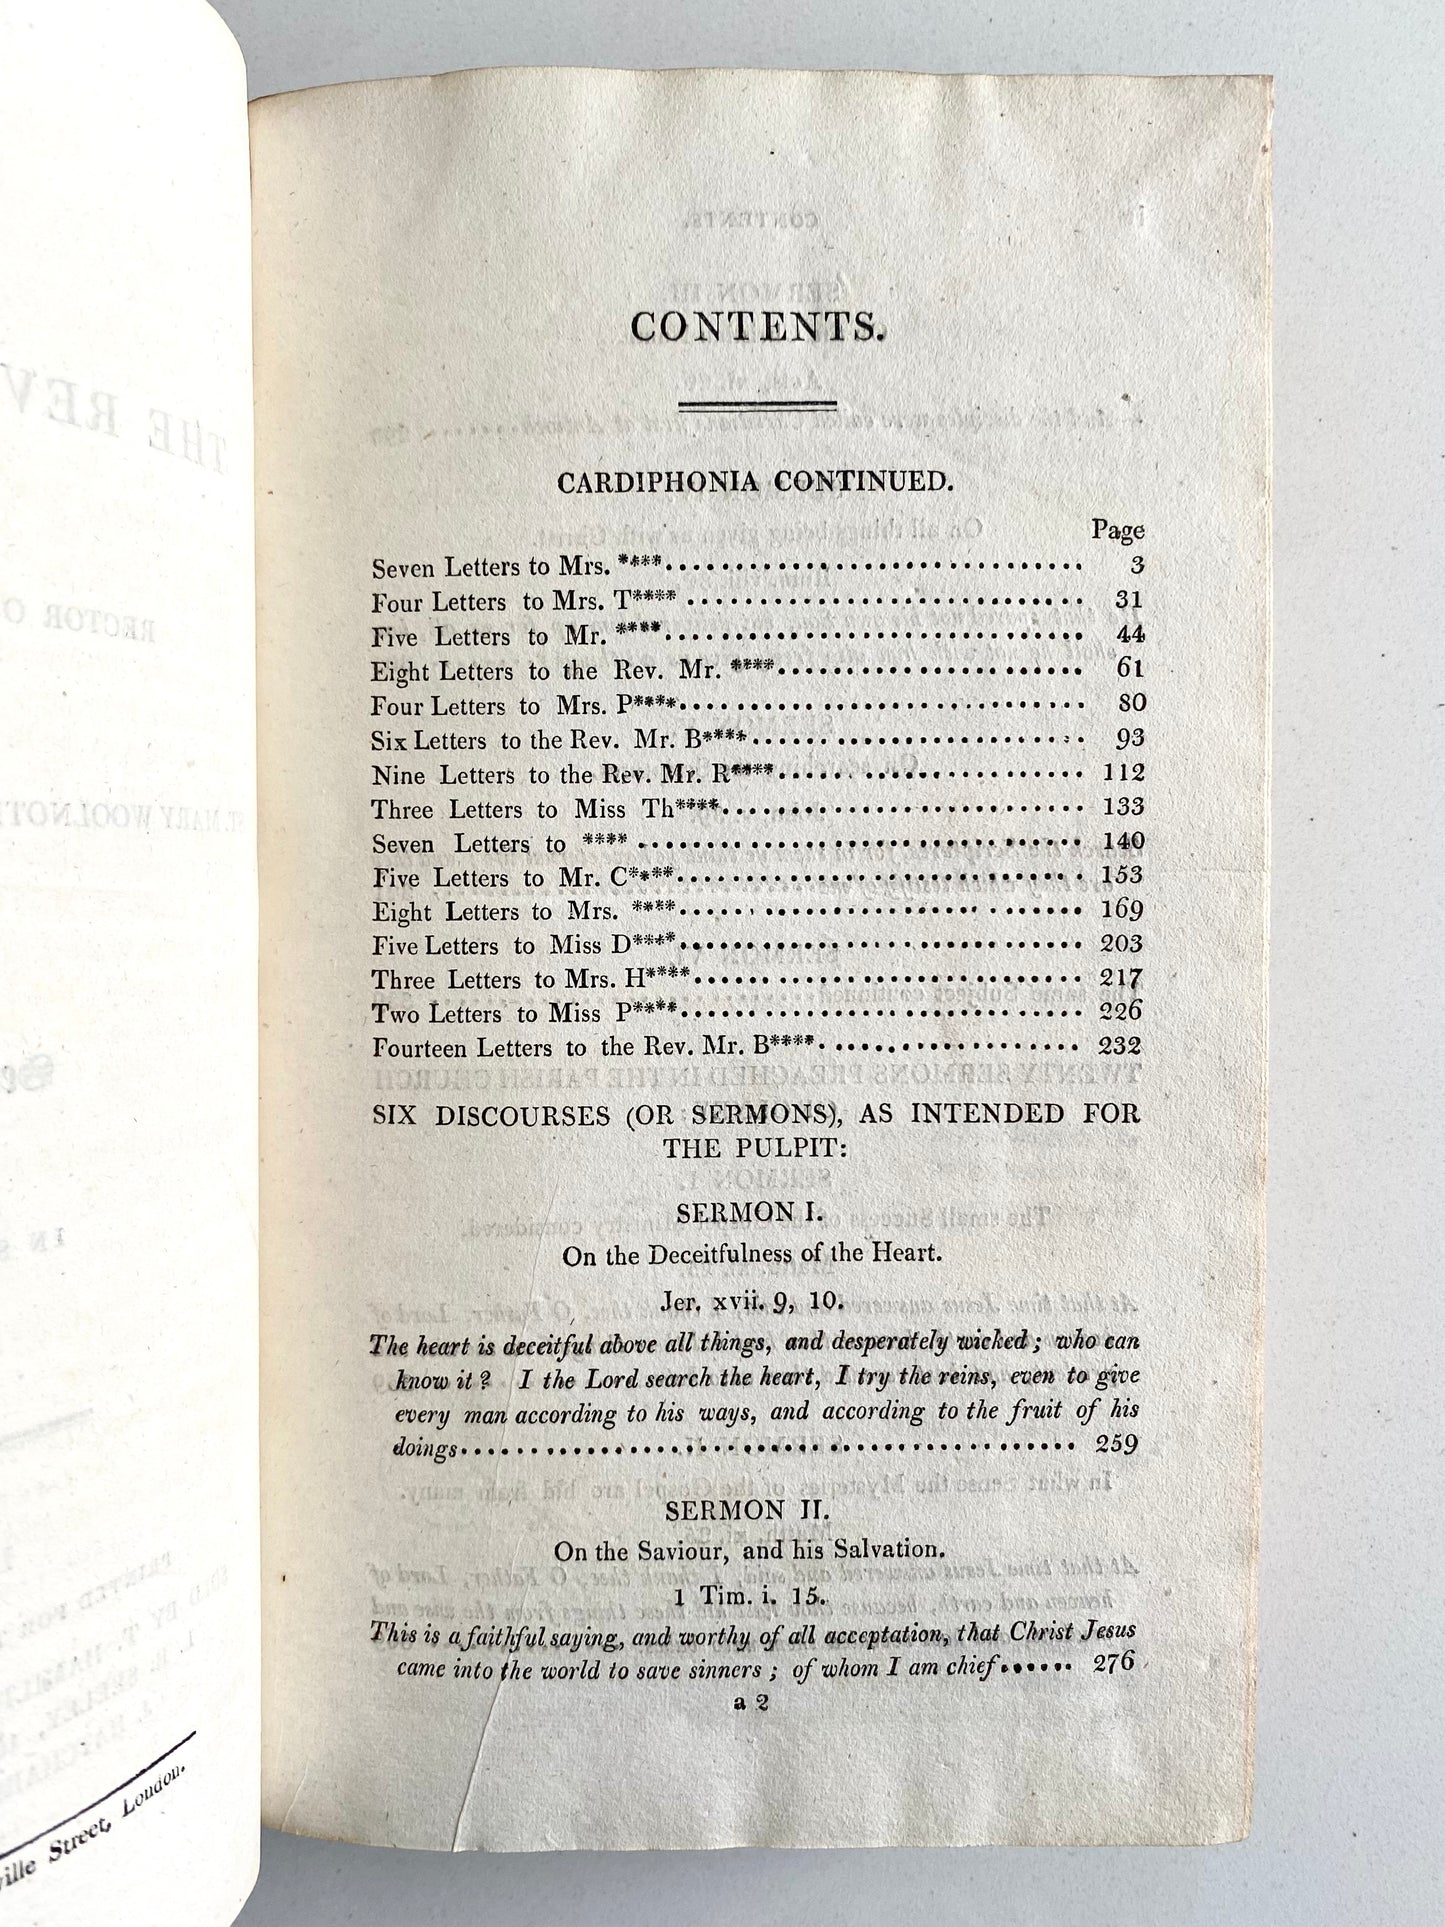 CONTENTS.
CARDIPHONIA CONTINUED.
Page
Seven Letters to Mrs. ****.............................. 3
Four Letters to Mrs. T**** ............................ 31
Five Letters to Mr. ****.............................. 44
Eight Letters to the Rev. Mr. ****...................... 61
Four Letters to Mrs. P****............................ 80
Six Letters to the Rev. Mr. B****........................ 93
Nine Letters to the Rev. Mr. R****...................... 112
Three Letters to Miss Th****.......................... 133
Seven Letters to **** ................................ 140
Five Letters to Mr. C****............................ 153
Eight Letters to Mrs. ****............................ 169
Five Letters to Miss D****............................ 203
Three Letters to Mrs. H****.......................... 217
Two Letters to Miss P****............................ 226
Fourteen Letters to the Rev. Mr. B****.................. 232
SIX DISCOURSES (OR SERMONS), AS INTENDED FOR
THE PULPIT:
SERMON I.
On the Deceitfulness of the Heart.
Jer. xvii. 9, 10.
The heart is deceitful above all things, and desperately wicked; who can
know it? I the Lord search the heart, I try the reins, even to give
every man according to his ways, and according to the fruit of his
doings............................................ 259
SERMON II.
On the Saviour, and his Salvation.
1 Tim. i. 15.
This is a faithful saying, and worthy of all acceptation, that Christ Jesus
came into the world to save sinners; of whom I am chief...... 276
a 2
Street, London.